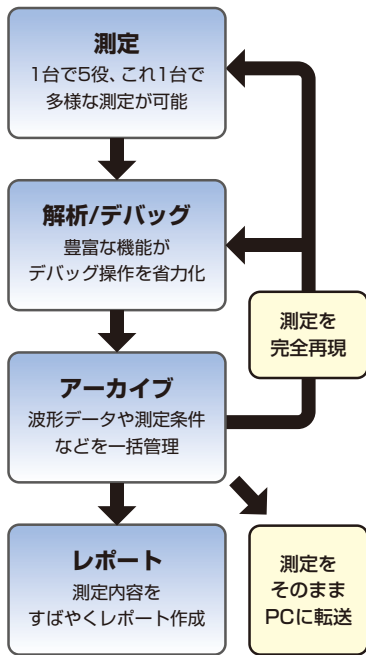 測定
1台で5役、これ1台で
多様な測定が可能
解析/デバッグ
豊富な機能が
デバッグ操作を省力化
測定を
完全再現
アーカイブ
波形データや測定条件
などを一括管理
レポート
測定内容を
すばやくレポート作成
測定を
そのまま
PCに転送